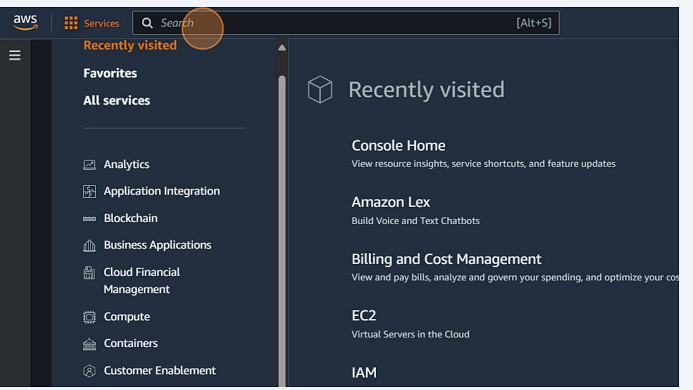 aws
Services
Search
[Alt+S]
Recently visited
Favorites
All services
Analytics
Application Integration
Blockchain
Business Applications
Cloud Financial
Management
Compute
Containers
Customer Enablement
Recently visited
Console Home
View resource insights, service shortcuts, and feature updates
Amazon Lex
Build Voice and Text Chatbots
Billing and Cost Management
View and pay bills, analyze and govern your spending, and optimize your cos
EC2
Virtual Servers in the Cloud
IAM